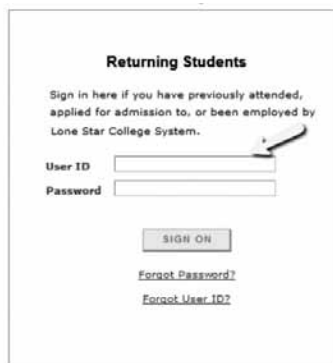 Returning Students
Sign in here if you have previously attended,
applied for admission to, or been employed by
Lone Star College System.
User ID
Password
SIGN ON
Forgot Password?
Forgot User ID?